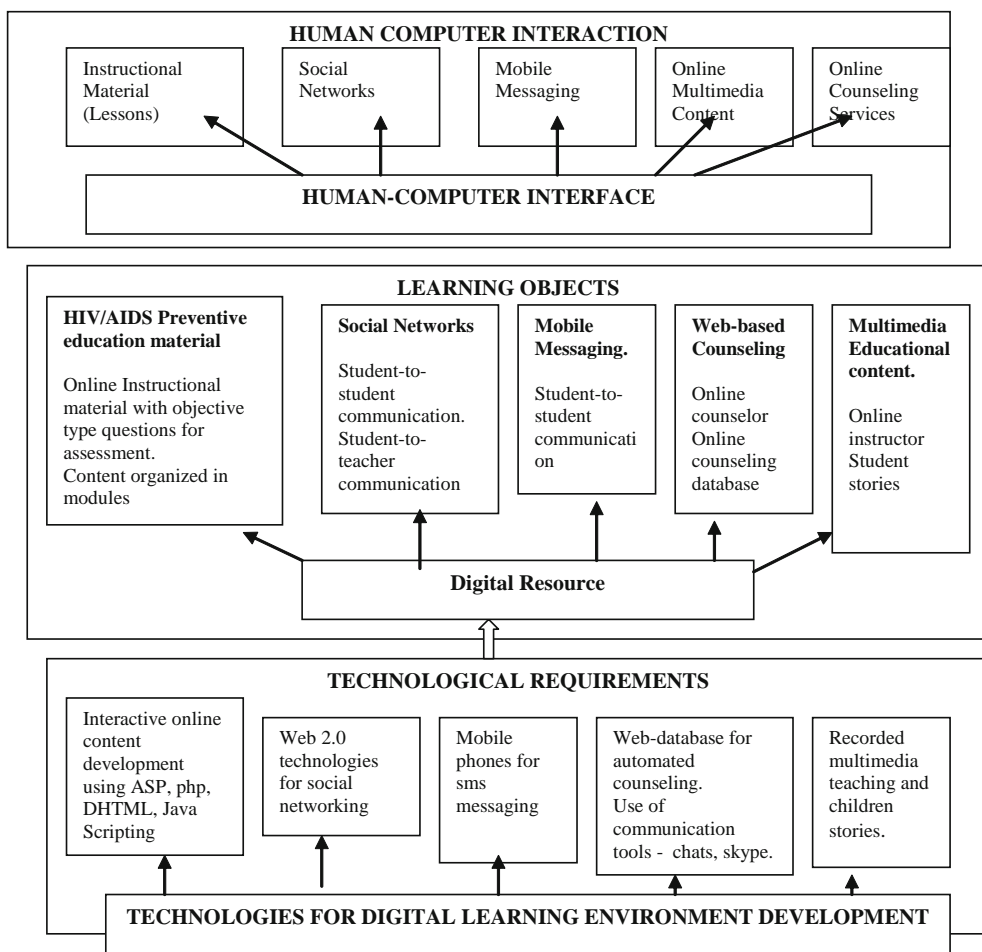 HUMAN COMPUTER INTERACTION
Instructional
Material
(Lessons)
Social
Networks
Mobile
Messaging
Online
Multimedia
Content
Online
Counseling
Services
HUMAN-COMPUTER INTERFACE
LEARNING OBJECTS
HIV/AIDS Preventive
education material
Online Instructional
material with objective
type questions for
assessment.
Content organized in
modules
Social Networks
Student-to-
student
communication.
Student-to-
teacher
communication
Mobile
Messaging.
Student-to-
student
communicati
on
Web-based
Counseling
Online
counselor
Online
counseling
database
Multimedia
Educational
content.
Online
instructor
Student
stories
Digital Resource
TECHNOLOGICAL REQUIREMENTS
Interactive online
content
development
using ASP, php,
DHTML, Java
Scripting
Web 2.0
technologies
for social
networking
Mobile
phones for
sms
messaging
Web-database for
automated
counseling.
Use of
communication
tools - chats, skype.
Recorded
multimedia
teaching and
children
stories.
TECHNOLOGIES FOR DIGITAL LEARNING ENVIRONMENT DEVELOPMENT